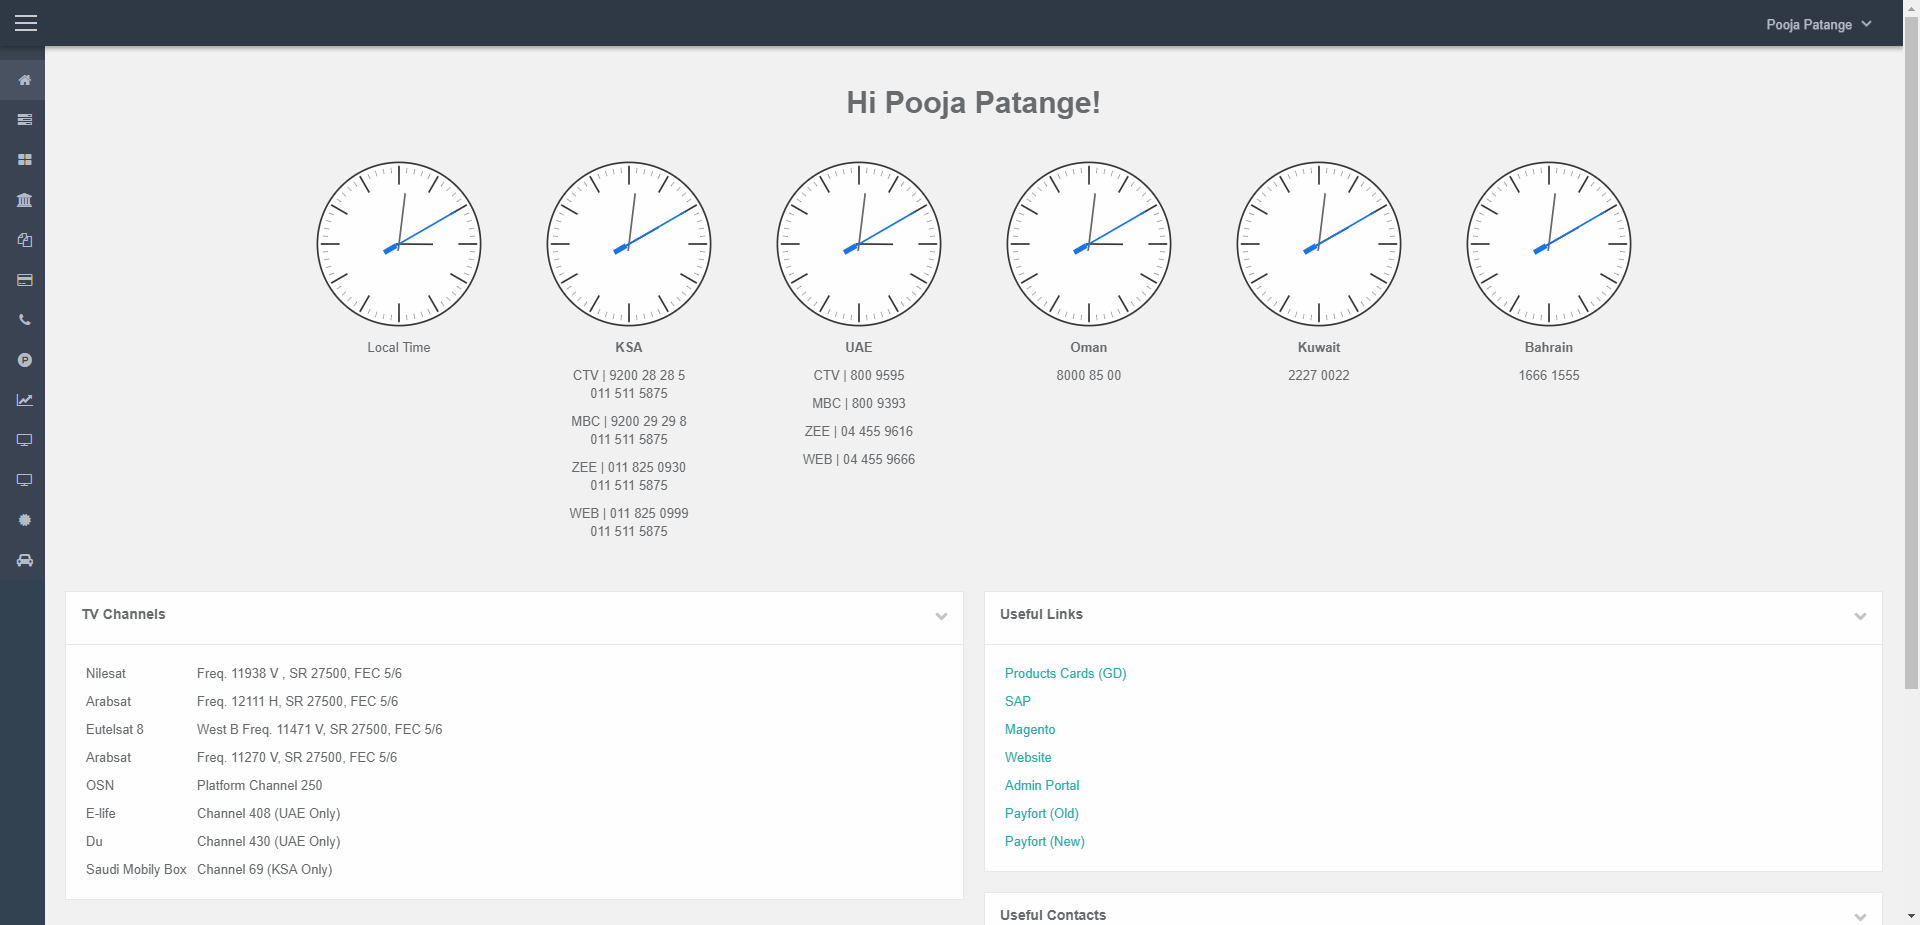 Pooja Patange
Hi Pooja Patange!
Local Time
KSA
CTV | 9200 28 28 5
011 511 5875
MBC | 9200 29 29 8
011 511 5875
ZEE | 011 825 0930
011 511 5875
WEB | 011 825 0999
011 511 5875
UAE
CTV | 800 9595
MBC | 800 9393
ZEE | 04 455 9616
WEB | 04 455 9666
Oman
8000 85 00
Kuwait
2227 0022
Bahrain
1666 1555
TV Channels
Nilesat Freq. 11938 V , SR 27500, FEC 5/6
Arabsat Freq. 12111 H, SR 27500, FEC 5/6
Eutelsat 8 West B Freq. 11471 V, SR 27500, FEC 5/6
Arabsat Freq. 11270 V, SR 27500, FEC 5/6
OSN Platform Channel 250
E-life Channel 408 (UAE Only)
Du Channel 430 (UAE Only)
Saudi Mobily Box Channel 69 (KSA Only)
Useful Links
Products Cards (GD)
SAP
Magento
Website
Admin Portal
Payfort (Old)
Payfort (New)
Useful Contacts